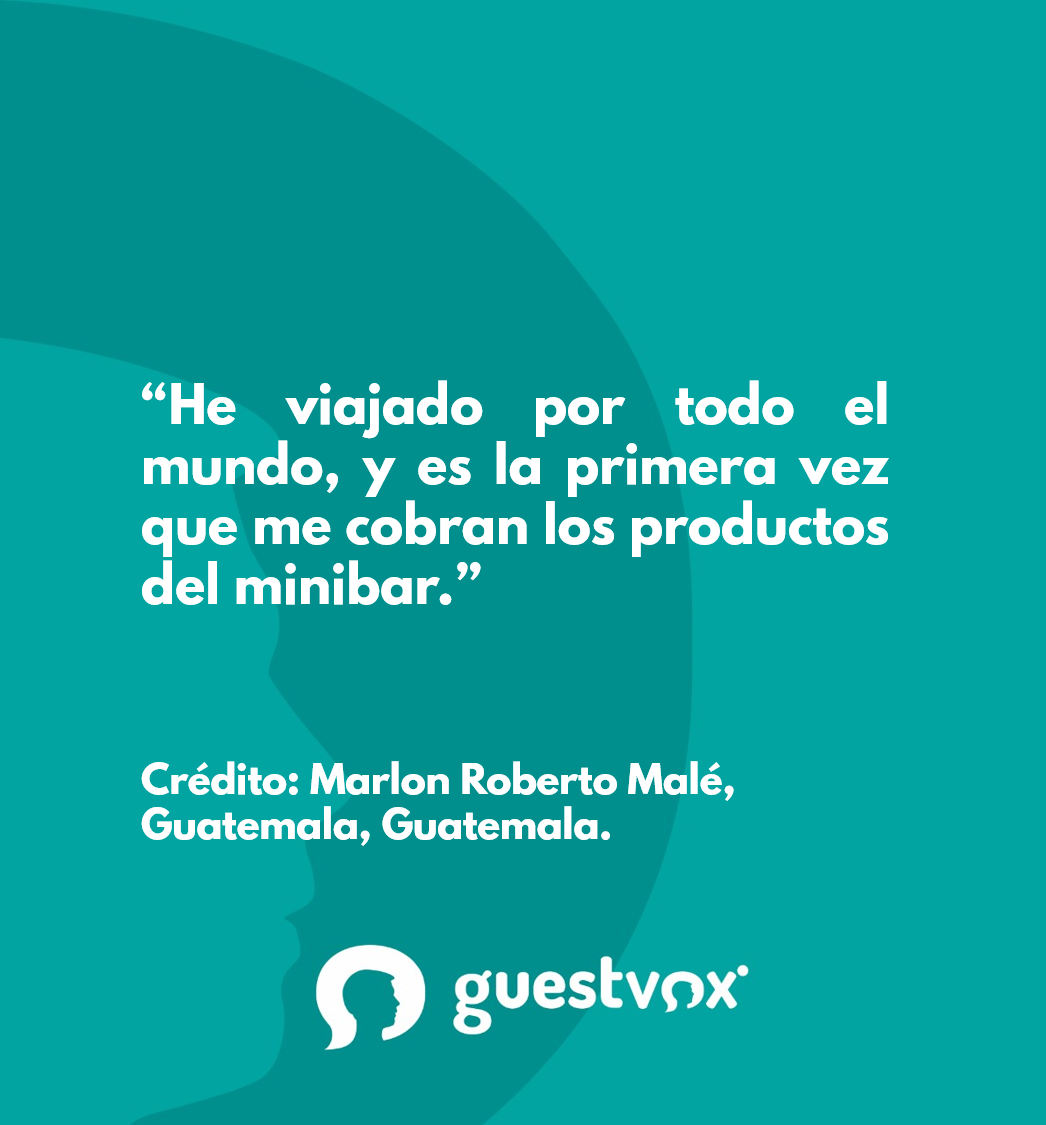 “He viajado por todo el
mundo, y es la primera vez
que me cobran los productos
del minibar.”
Crédito: Marlon Roberto Malé,
Guatemala, Guatemala.
guestvox